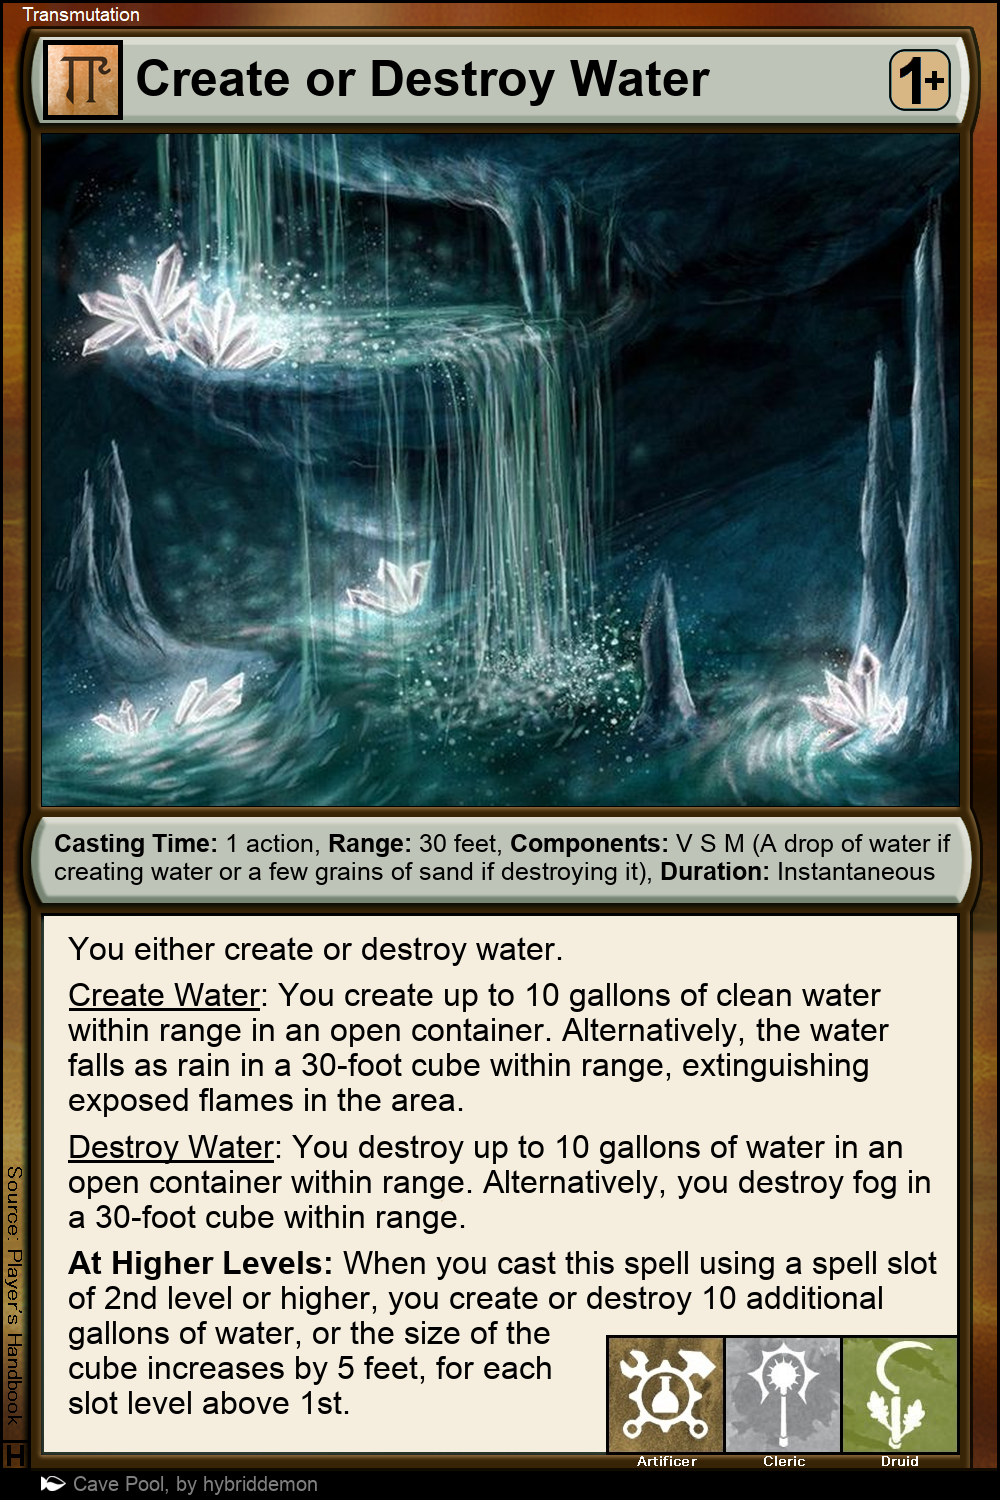 Transmutation
Create or Destroy Water
1+
Casting Time: 1 action, Range: 30 feet, Components: V S M (A drop of water if
creating water or a few grains of sand if destroying it), Duration: Instantaneous
You either create or destroy water.
Create Water: You create up to 10 gallons of clean water
within range in an open container. Alternatively, the water
falls as rain in a 30-foot cube within range, extinguishing
exposed flames in the area.
Destroy Water: You destroy up to 10 gallons of water in an
open container within range. Alternatively, you destroy fog in
a 30-foot cube within range.
At Higher Levels: When you cast this spell using a spell slot
of 2nd level or higher, you create or destroy 10 additional
gallons of water, or the size of the
cube increases by 5 feet, for each
slot level above 1st.
Artificer
Cleric
Druid
Source: Player's Handbook
H
Cave Pool, by hybriddemon